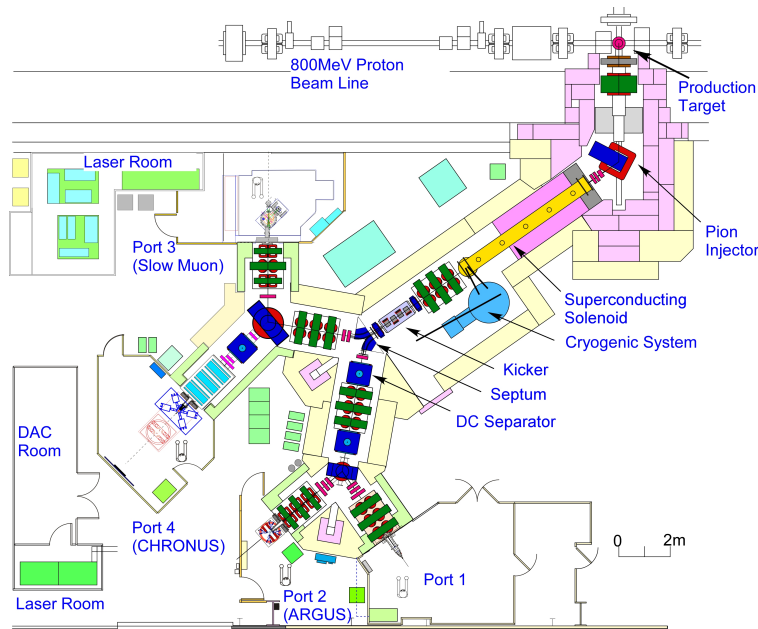 800MeV Proton
Beam Line
Production
Target
Laser Room
Pion
Injector
Port 3
(Slow Muon)
Superconducting
Solenoid
Cryogenic System
Kicker
Septum
DC Separator
DAC
Room
Port 4
(CHRONUS)
0 2m
Port 1
Port 2
(ARGUS)
Laser Room